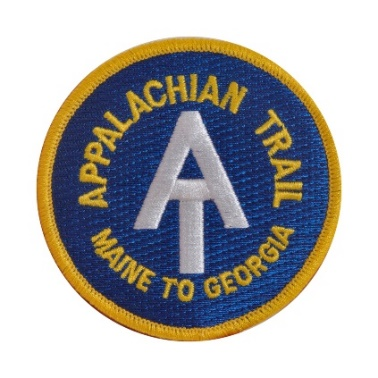 APPALACHIAN TRAIL
AT
MAINE TO GEORGIA